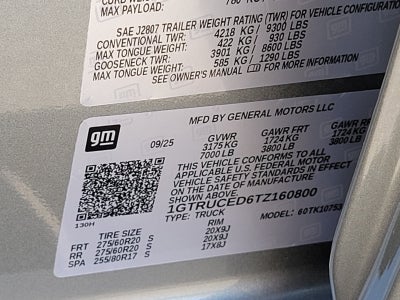 MAX PAYLOAD:
SAE J2807 TRAILER WEIGHT RATING (TWR) FOR VEHICLE CONFIGURATION
CONVENTIONAL TWR: 4218 KG / 9300 LBS
MAX TONGUE WEIGHT: 422 KG / 930 LBS
GOOSENECK TWR: 3901 KG / 8600 LBS
MAX TONGUE WEIGHT: 585 KG / 1290 LBS
SEE OWNER'S MANUAL FOR MORE INFORMATION
gm
MFD BY GENERAL MOTORS LLC
09/25 GVWR GAWR FRT GAWR RR
3175 KG 1724 KG 1724 KG
7000 LB 3800 LB 3800 LB
THIS VEHICLE CONFORMS TO ALL
APPLICABLE U.S. FEDERAL MOTOR
VEHICLE SAFETY STANDARDS IN EFFECT
ON THE DATE OF MANUFACTURE
SHOWN ABOVE.
1GTRUCED6TZ160800
130H
TYPE: TRUCK MODEL: 60TK10753
TIRE SIZE RIM
FRT 275/60R20 S 20X9J
RR 275/60R20 S 20X9J
SPA 255/80R17 S 17X8J